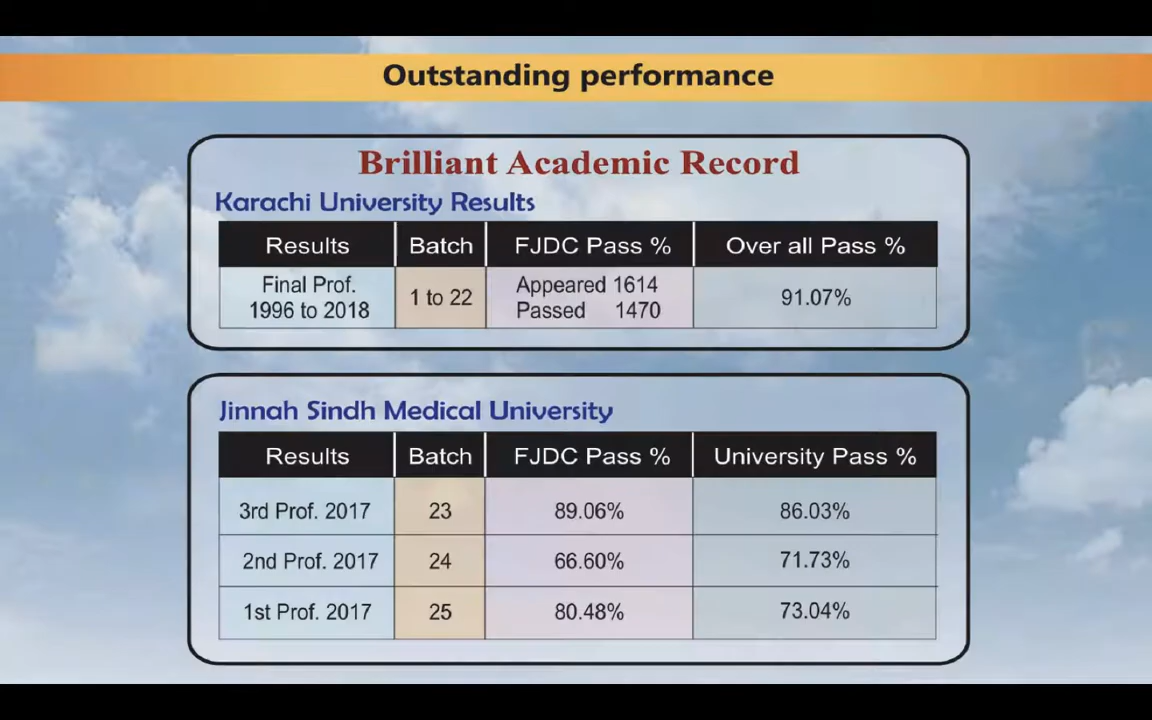 Outstanding performance
Brilliant Academic Record
Karachi University Results
Results Batch FJDC Pass % Over all Pass %
Final Prof. 1996 to 2018 1 to 22 Appeared 1614 Passed 1470 91.07%
Jinnah Sindh Medical University
Results Batch FJDC Pass % University Pass %
3rd Prof. 2017 23 89.06% 86.03%
2nd Prof. 2017 24 66.60% 71.73%
1st Prof. 2017 25 80.48% 73.04%